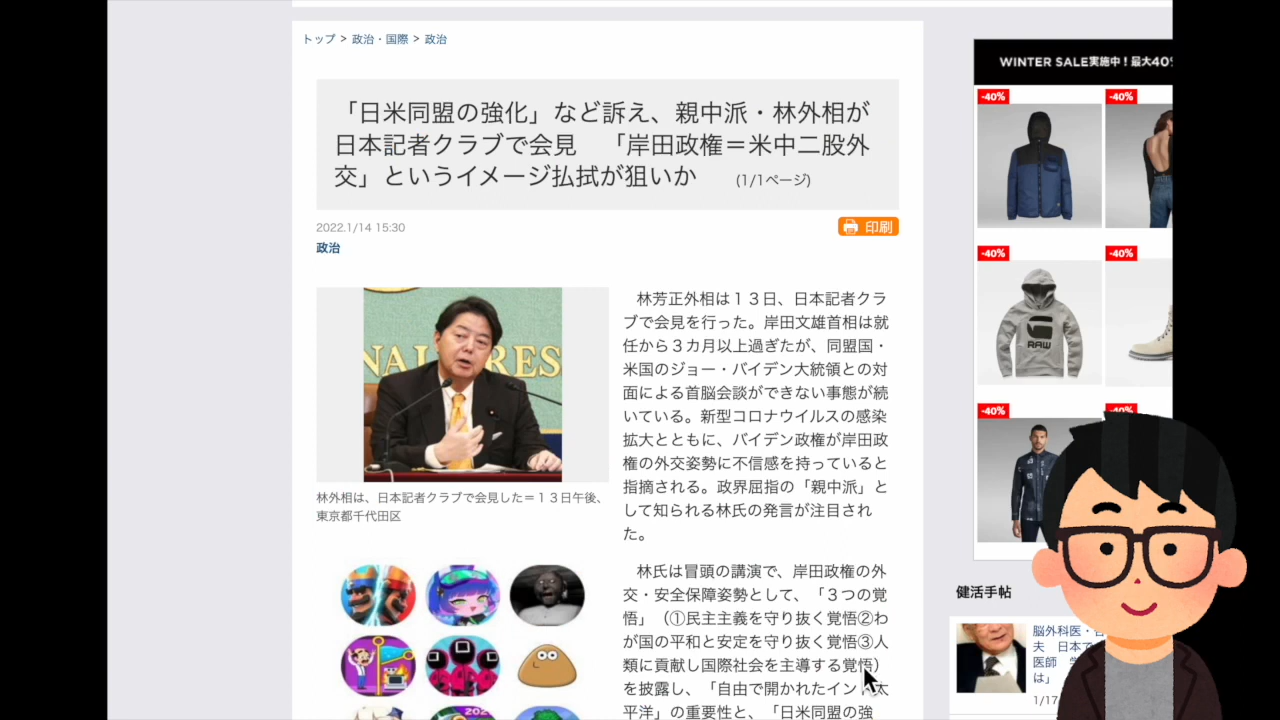 トップ > 政治・国際 > 政治
「日米同盟の強化」など訴え、親中派・林外相が
日本記者クラブで会見　「岸田政権＝米中二股外
交」というイメージ払拭が狙いか　(1/1ページ)
2022.1/14 15:30
印刷
政治
NAL PRES
林外相は、日本記者クラブで会見した＝１３日午後、
東京都千代田区
林芳正外相は１３日、日本記者クラ
ブで会見を行った。岸田文雄首相は就
任から３カ月以上過ぎたが、同盟国・
米国のジョー・バイデン大統領との対
面による首脳会談ができない事態が続
いている。新型コロナウイルスの感染
拡大とともに、バイデン政権が岸田政
権の外交姿勢に不信感を持っていると
指摘される。政界屈指の「親中派」と
して知られる林氏の発言が注目され
た。
林氏は冒頭の講演で、岸田政権の外
交・安全保障姿勢として、「３つの覚
悟」（①民主主義を守り抜く覚悟②わ
が国の平和と安定を守り抜く覚悟③人
類に貢献し国際社会を主導する覚悟）
を披露し、「自由で開かれたインド太
平洋」の重要性と、「日米同盟の強
WINTER SALE実施中！最大40%
-40%
-40%
-40%
-40%
RAW
-40%
-40%
健活手帖
脳外科医・
夫　日本で
医師
は」
1/17